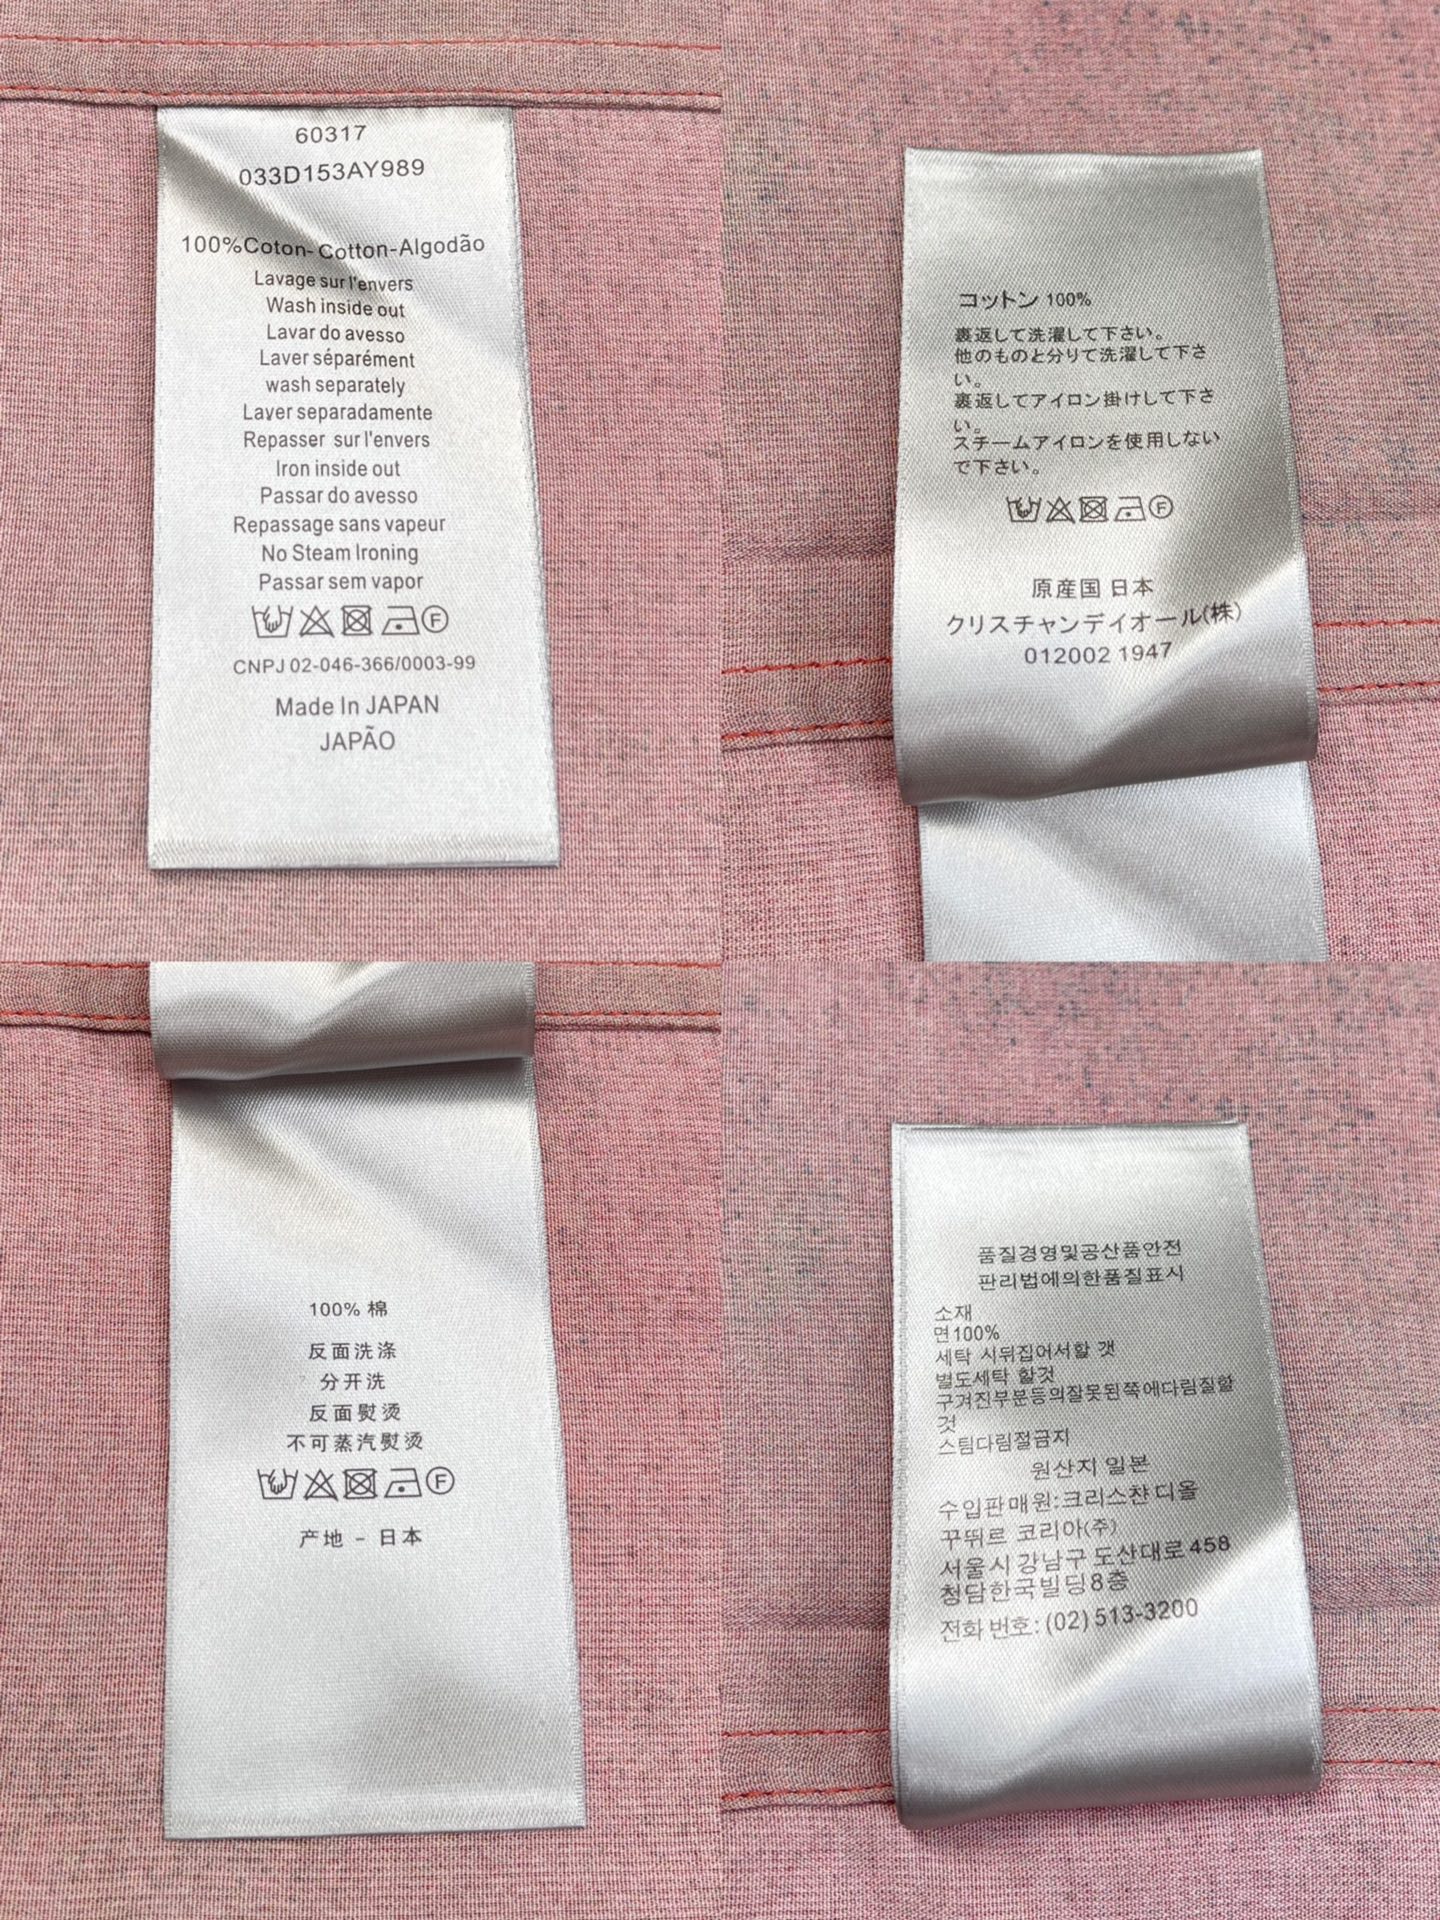 60317
033D153AY989
100%Coton-Cotton-Algodão
Lavage sur l'envers
Wash inside out
Lavar do avesso
Laver séparément
wash separately
Layer separadamente
Repasser sur l'envers
Iron inside out
Passar do avesso
Repassage sans vapeur
No Steam Ironing
Passar sem vapor
F
CNPJ 02-046-366/0003-99
Made In JAPAN
JAPÃO
コットン 100%
裏返して洗濯して下さい。
他のものと分りて洗濯して下さ
い。
裏返してアイロン掛けして下さ
い。
スチームアイロンを使用しない
で下さい。
F
原産国 日本
クリスチャンデイオール(株)
012002 1947
100% 棉
反面洗涤
分开洗
反面熨烫
不可蒸汽熨烫
F
产地 - 日本
품질경영및공산품안전
판리법에의한품질표시
소재
면100%
세탁 시뒤집어서할 갯
별도세탁 할것
구겨진부분등의잘못된쪽에다림질할
것
스팀다림절금지
원산지 일본
수입판매원:크리스챤 디올
꾸뛰르 코리아(주)
서울시 강남구 도산대로 458
청담한국빌딩8층
전화 번호: (02) 513-3200